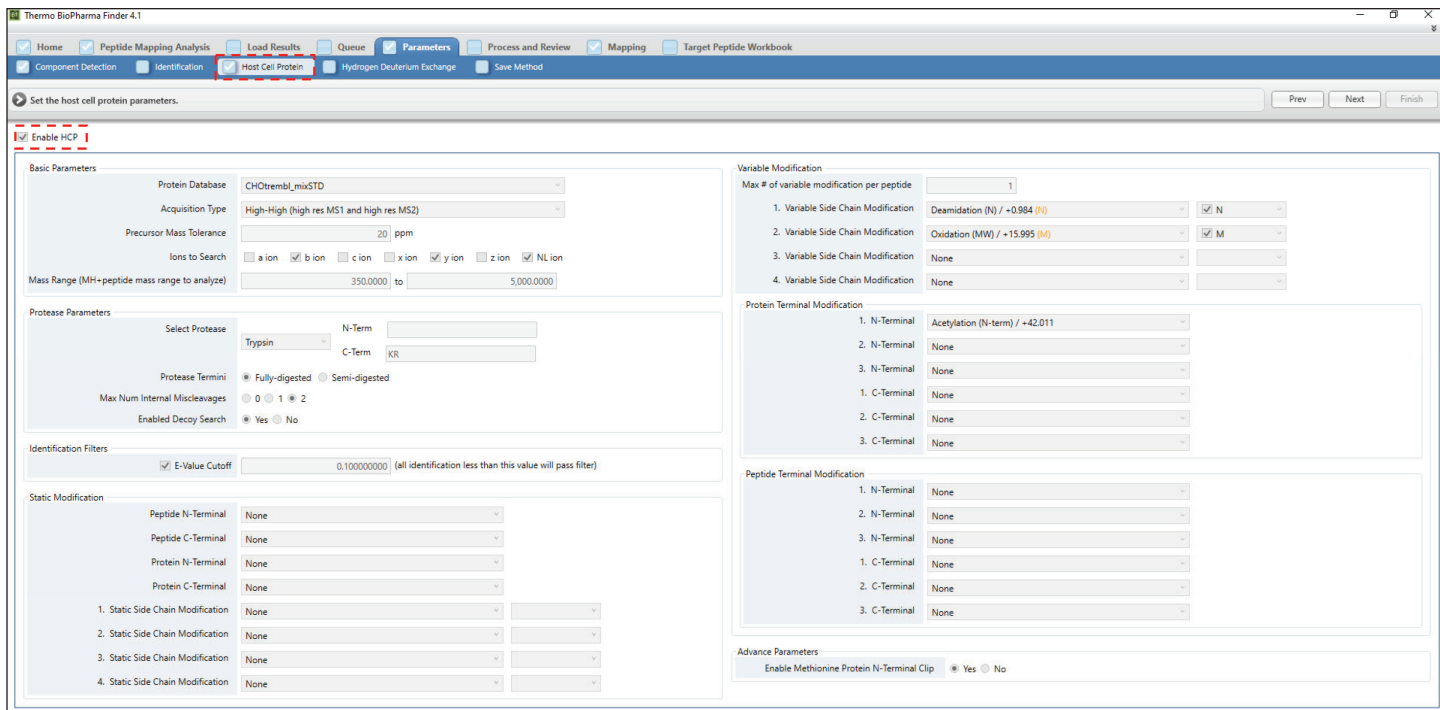 Thermo BioPharma Finder 4.1
Home Peptide Mapping Analysis Load Results Queue Parameters Process and Review Mapping Target Peptide Workbook
Component Detection Identification Host Cell Protein Hydrogen Deuterium Exchange Save Method
Set the host cell protein parameters. Prev Next Finish
Enable HCP
Basic Parameters
Protein Database CHOtrembl_mixSTD
Acquisition Type High-High (high res MS1 and high res MS2)
Precursor Mass Tolerance 20 ppm
Ions to Search a ion b ion c ion x ion y ion z ion NL ion
Mass Range (MH+peptide mass range to analyze) 350.0000 to 5,000.0000
Protease Parameters
Select Protease Trypsin N-Term
C-Term KR
Protease Termini Fully-digested Semi-digested
Max Num Internal Miscleavages 0 1 2
Enabled Decoy Search Yes No
Identification Filters
E-Value Cutoff 0.100000000 (all identification less than this value will pass filter)
Static Modification
Peptide N-Terminal None
Peptide C-Terminal None
Protein N-Terminal None
Protein C-Terminal None
1. Static Side Chain Modification None
2. Static Side Chain Modification None
3. Static Side Chain Modification None
4. Static Side Chain Modification None
Variable Modification
Max # of variable modification per peptide 1
1. Variable Side Chain Modification Deamidation (N) / +0.984 (N) N
2. Variable Side Chain Modification Oxidation (MW) / +15.995 (M) M
3. Variable Side Chain Modification None
4. Variable Side Chain Modification None
Protein Terminal Modification
1. N-Terminal Acetylation (N-term) / +42.011
2. N-Terminal None
3. N-Terminal None
1. C-Terminal None
2. C-Terminal None
3. C-Terminal None
Peptide Terminal Modification
1. N-Terminal None
2. N-Terminal None
3. N-Terminal None
1. C-Terminal None
2. C-Terminal None
3. C-Terminal None
Advance Parameters
Enable Methionine Protein N-Terminal Clip Yes No